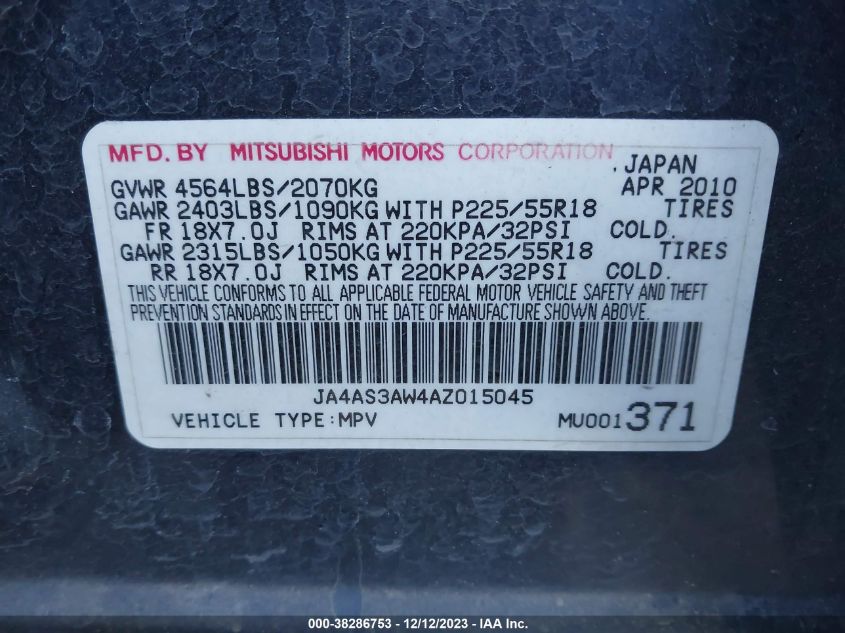 MFD. BY MITSUBISHI MOTORS CORPORATION
. JAPAN
GVWR 4564LBS/2070KG APR 2010
GAWR 2403LBS/1090KG WITH P225/55R18 TIRES
FR 18X7.0J RIMS AT 220KPA/32PSI COLD.
GAWR 2315LBS/1050KG WITH P225/55R18 TIRES
RR 18X7.0J RIMS AT 220KPA/32PSI COLD.
THIS VEHICLE CONFORMS TO ALL APPLICABLE FEDERAL MOTOR VEHICLE SAFETY AND THEFT
PREVENTION STANDARDS IN EFFECT ON THE DATE OF MANUFACTURE SHOWN ABOVE.
JA4AS3AW4AZ015045
VEHICLE TYPE:MPV MU001371
000-38286753 - 12/12/2023 - IAA Inc.